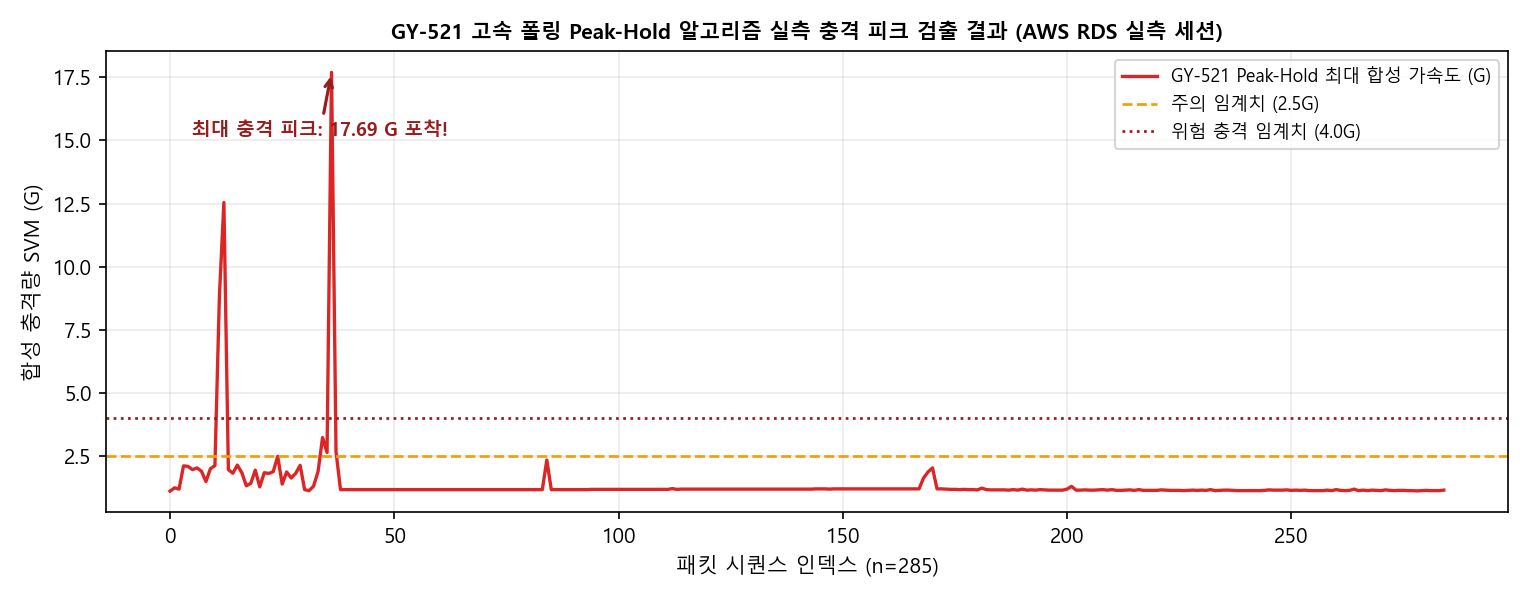 GY-521 고속 폴링 Peak-Hold 알고리즘 실측 충격 피크 검출 결과 (AWS RDS 실측 세션)
GY-521 Peak-Hold 최대 합성 가속도 (G)
주의 임계치 (2.5G)
위험 충격 임계치 (4.0G)
최대 충격 피크: 17.69 G 포착!
합성 충격량 SVM (G)
17.5
15.0
12.5
10.0
7.5
5.0
2.5
0 50 100 150 200 250
패킷 시퀀스 인덱스 (n=285)